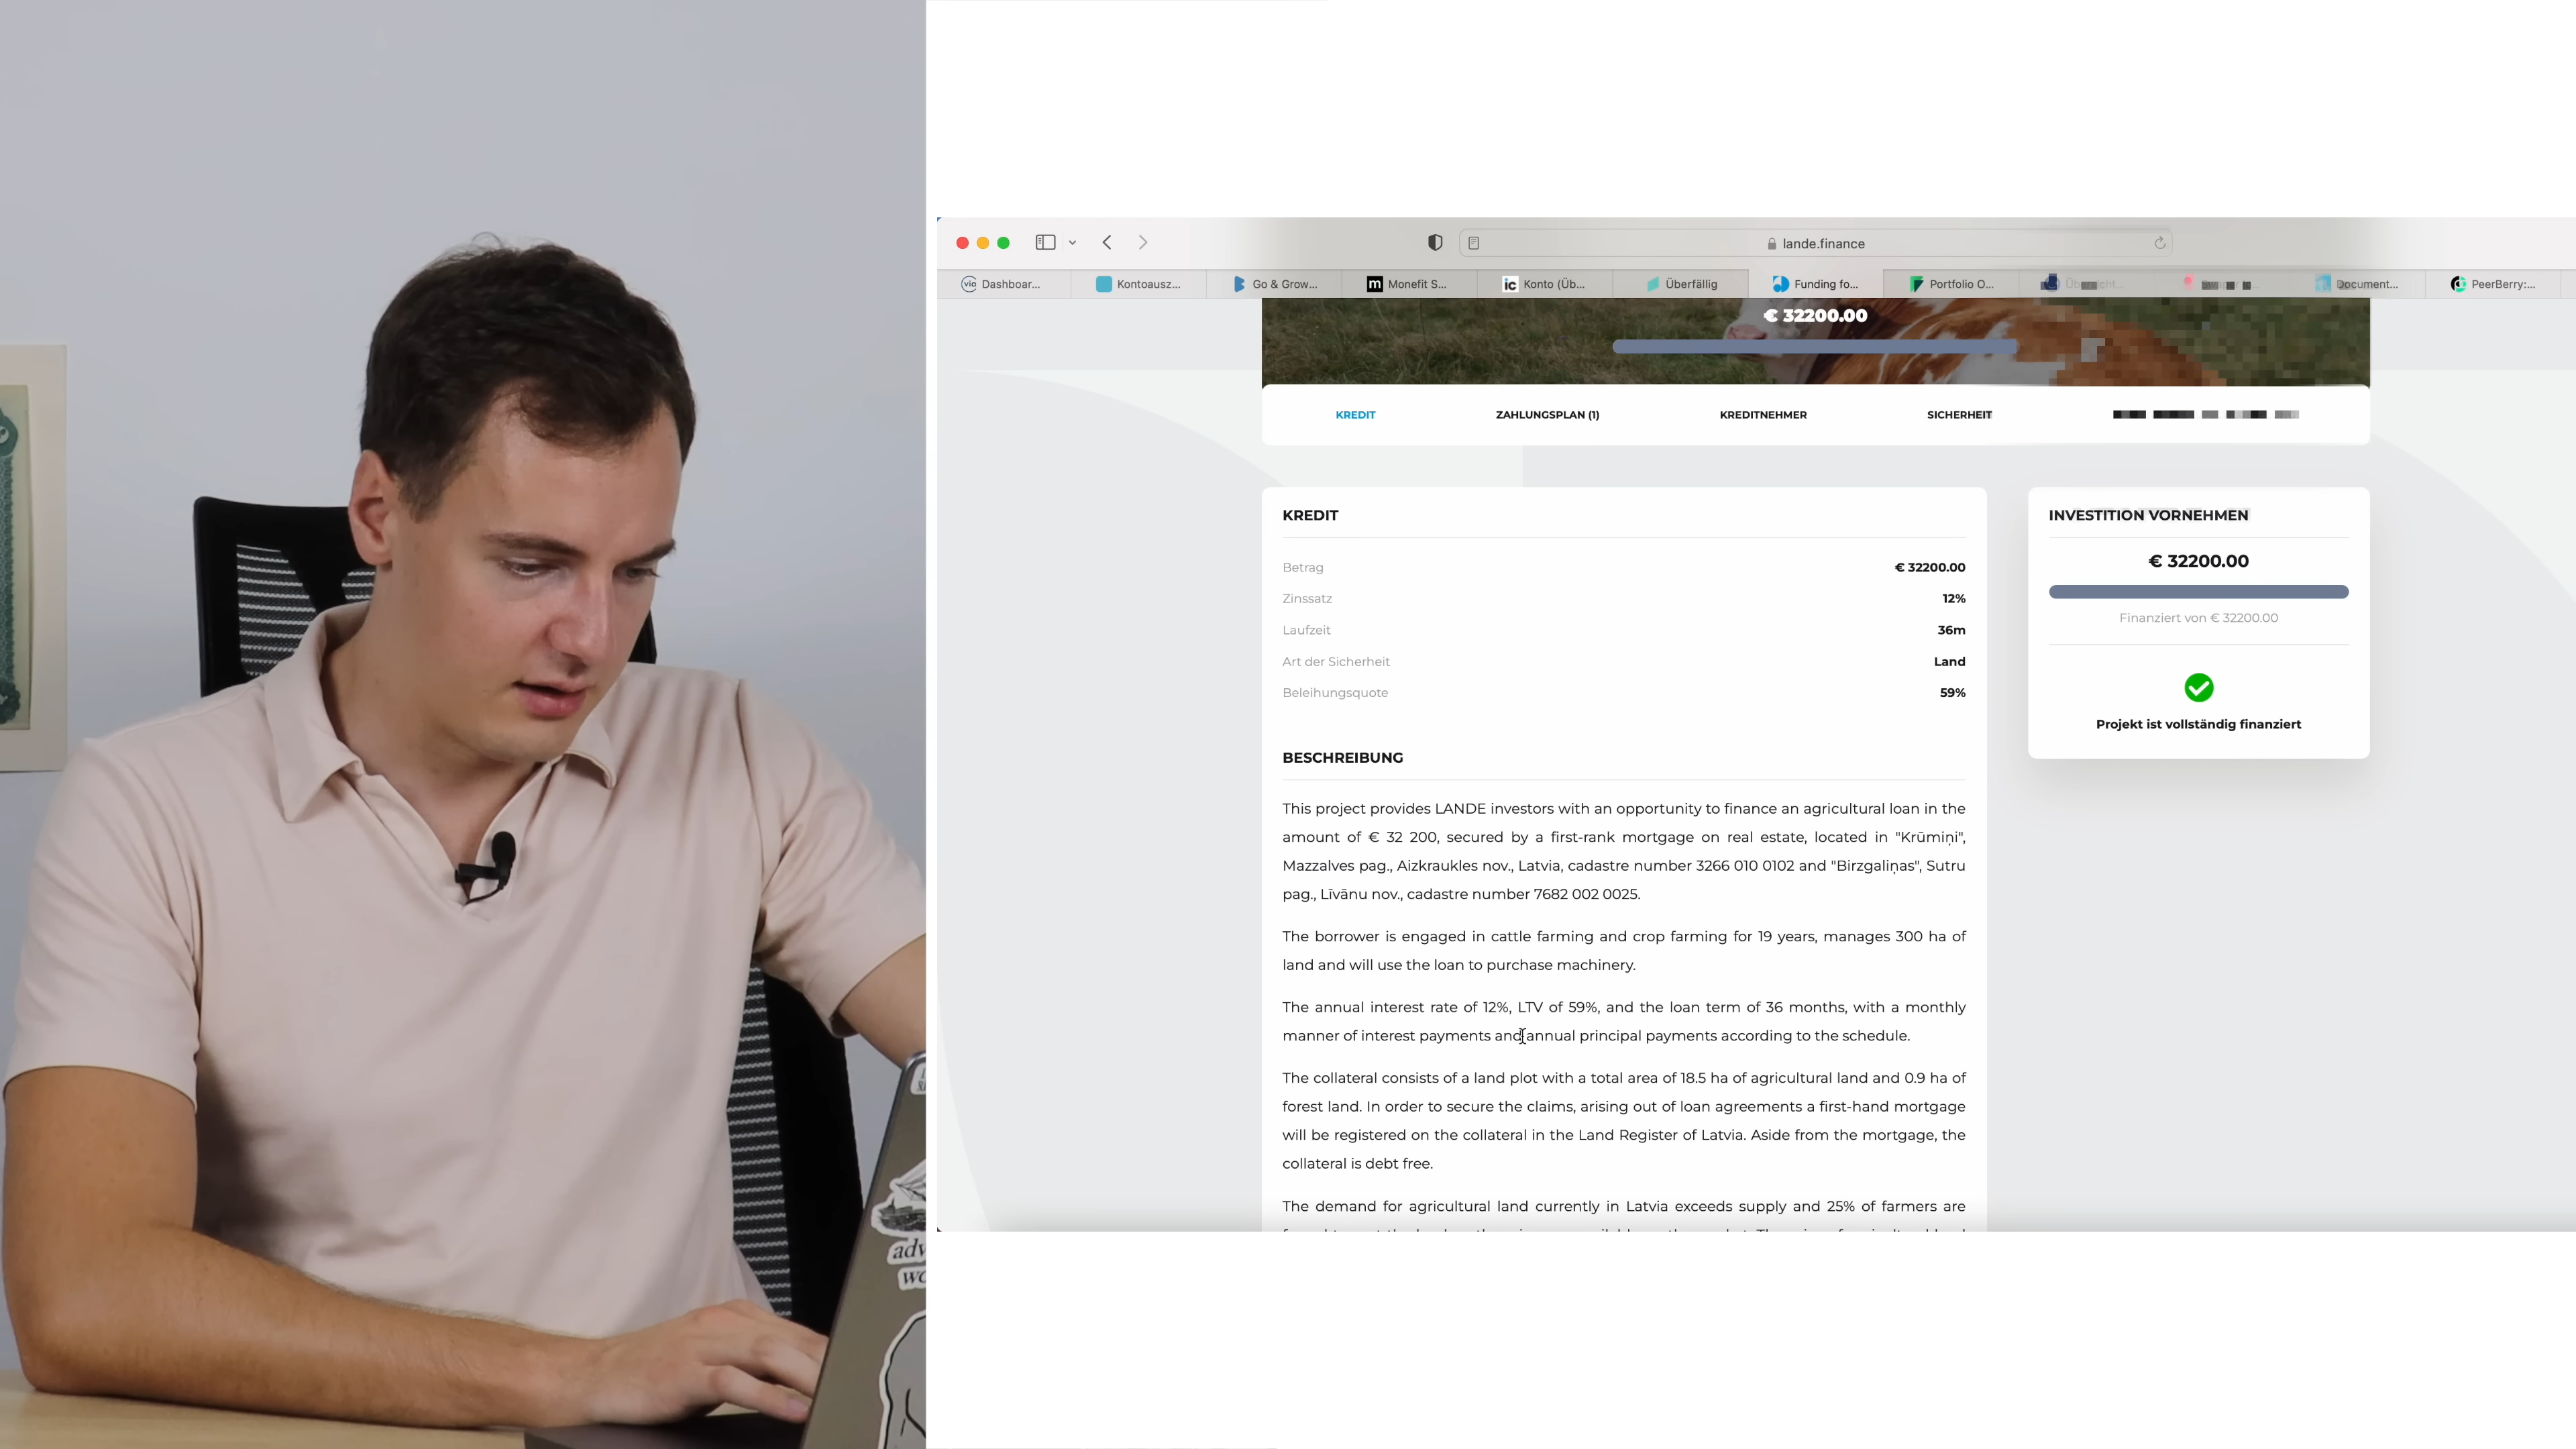 lande.finance
via Dashboar...
Kontoausz...
Go & Grow...
m Monefit S...
ic Konto (Üb...
Überfällig
Funding fo...
Portfolio O...
Document...
PeerBerry:...
€ 32200.00
KREDIT
ZAHLUNGSPLAN (1)
KREDITNEHMER
SICHERHEIT
KREDIT
Betrag
€ 32200.00
Zinssatz
12%
Laufzeit
36m
Art der Sicherheit
Land
Beleihungsquote
59%
INVESTITION VORNEHMEN
€ 32200.00
Finanziert von € 32200.00
Projekt ist vollständig finanziert
BESCHREIBUNG
This project provides LANDE investors with an opportunity to finance an agricultural loan in the
amount of € 32 200, secured by a first-rank mortgage on real estate, located in "Krūmiņi",
Mazzalves pag., Aizkraukles nov., Latvia, cadastre number 3266 010 0102 and "Birzgaliņas", Sutru
pag., Līvānu nov., cadastre number 7682 002 0025.
The borrower is engaged in cattle farming and crop farming for 19 years, manages 300 ha of
land and will use the loan to purchase machinery.
The annual interest rate of 12%, LTV of 59%, and the loan term of 36 months, with a monthly
manner of interest payments and annual principal payments according to the schedule.
The collateral consists of a land plot with a total area of 18.5 ha of agricultural land and 0.9 ha of
forest land. In order to secure the claims, arising out of loan agreements a first-hand mortgage
will be registered on the collateral in the Land Register of Latvia. Aside from the mortgage, the
collateral is debt free.
The demand for agricultural land currently in Latvia exceeds supply and 25% of farmers are